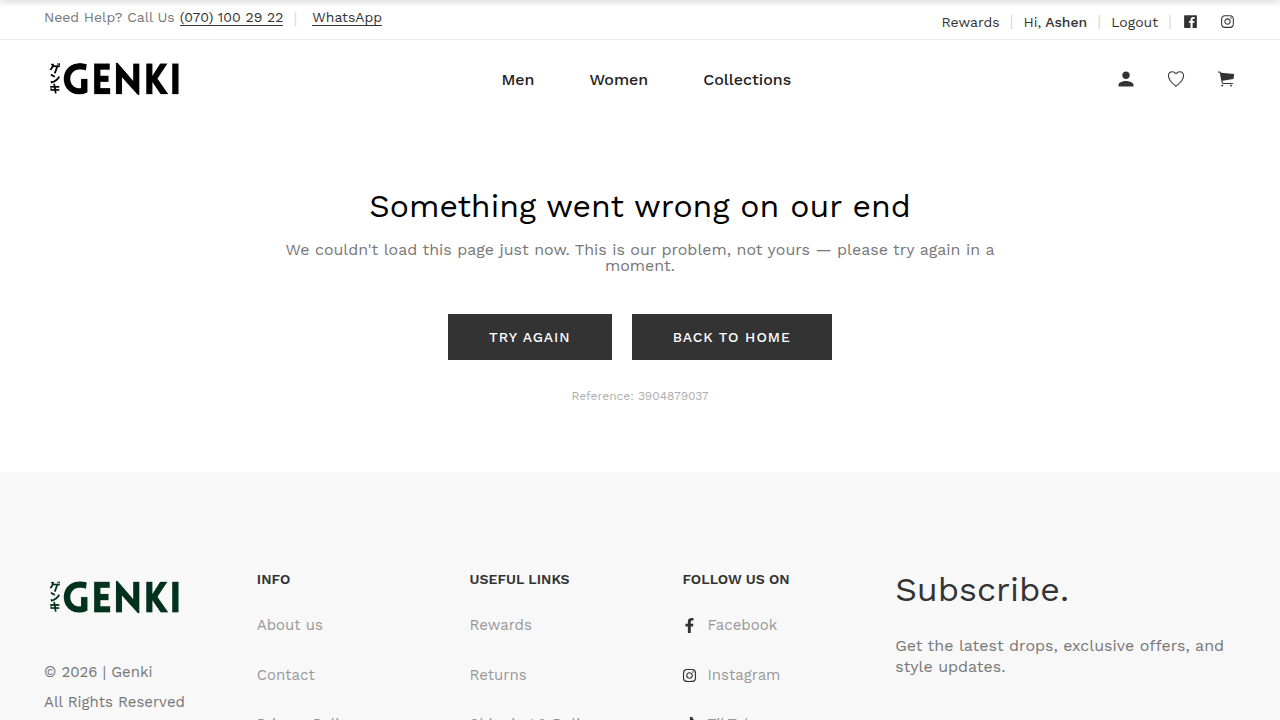 Need Help? Call Us (070) 100 29 22 | WhatsApp
Rewards | Hi, Ashen | Logout |
ゲンキ GENKI
Men Women Collections
Something went wrong on our end
We couldn't load this page just now. This is our problem, not yours — please try again in a
moment.
TRY AGAIN BACK TO HOME
Reference: 3904879037
ゲンキ GENKI
© 2026 | Genki
All Rights Reserved
INFO
About us
Contact
USEFUL LINKS
Rewards
Returns
FOLLOW US ON
Facebook
Instagram
Subscribe.
Get the latest drops, exclusive offers, and
style updates.